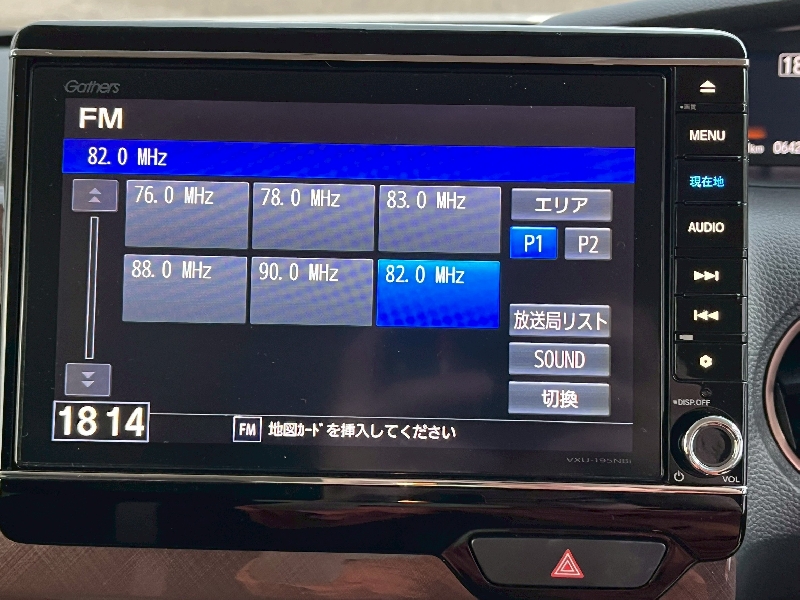 Gathers
FM
82.0 MHz
76.0 MHz 78.0 MHz 83.0 MHz
88.0 MHz 90.0 MHz 82.0 MHz
エリア
P1 P2
放送局リスト
SOUND
切換
18 14
FM 地図カードを挿入してください
VXU-195NBi
MENU
現在地
AUDIO
DISP.OFF
VOL
18
km 0642